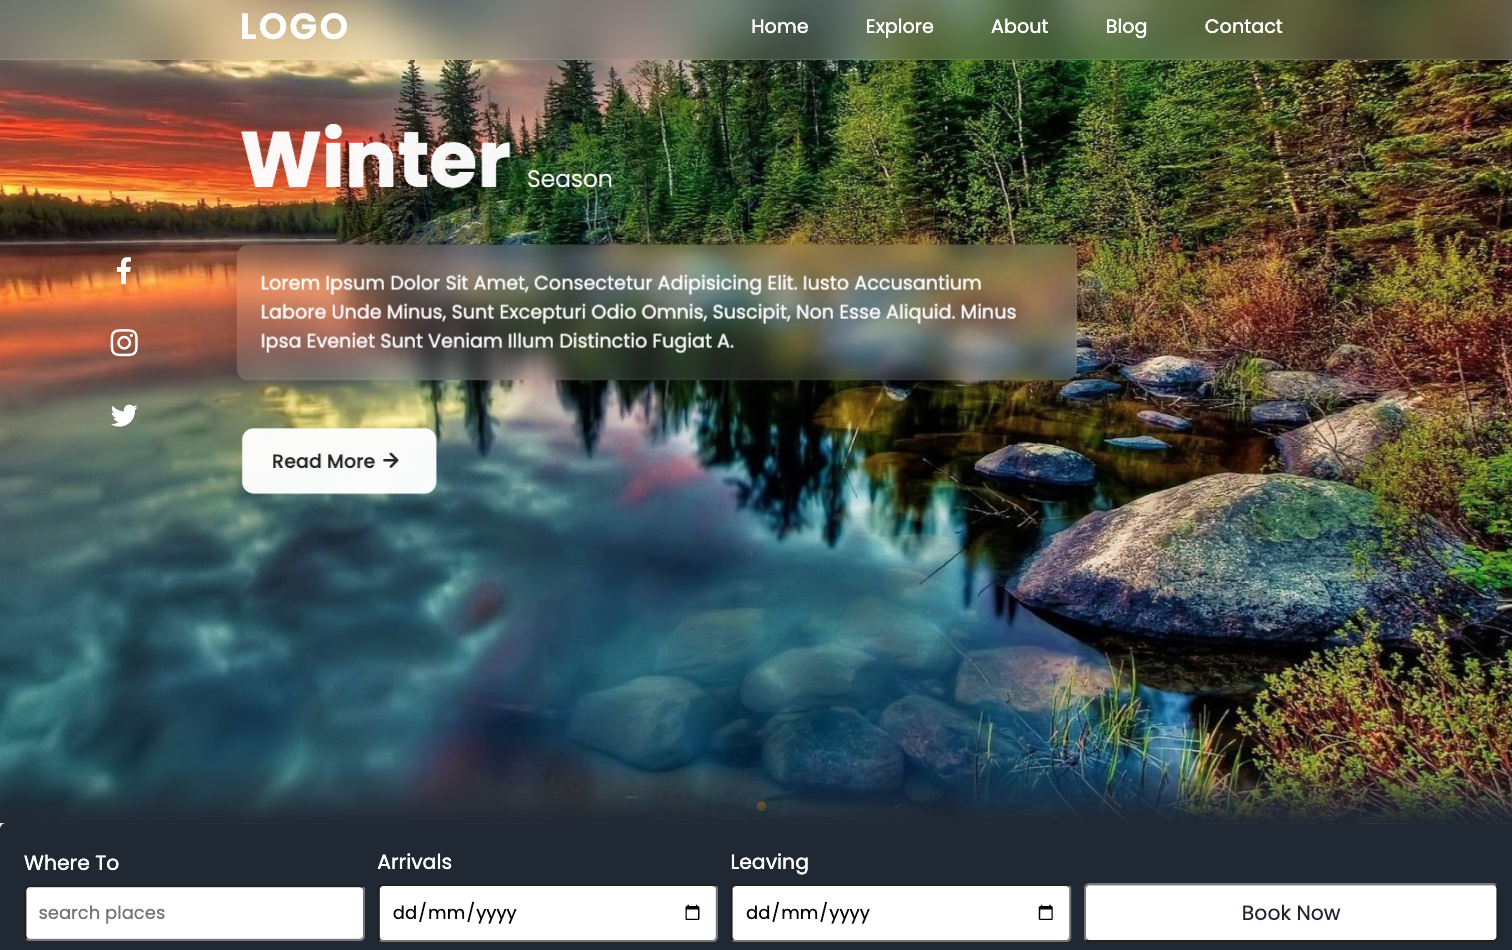 LOGO
Home Explore About Blog Contact
Winter Season
Lorem Ipsum Dolor Sit Amet, Consectetur Adipisicing Elit. Iusto Accusantium
Labore Unde Minus, Sunt Excepturi Odio Omnis, Suscipit, Non Esse Aliquid. Minus
Ipsa Eveniet Sunt Veniam Illum Distinctio Fugiat A.
Read More →
Where To Arrivals Leaving
search places dd/mm/yyyy dd/mm/yyyy Book Now